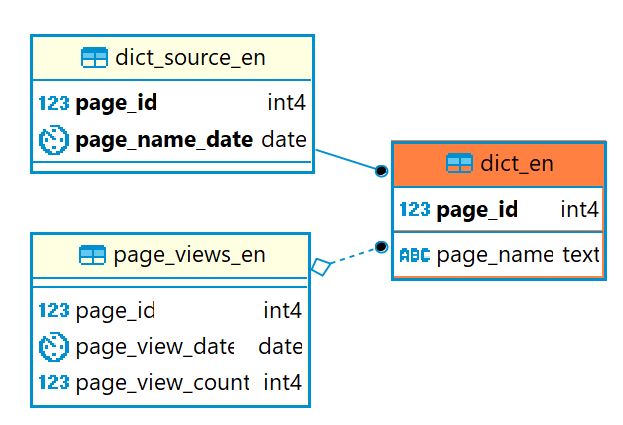 dict_source_en
123 page_id int4
page_name_date date
dict_en
123 page_id int4
ABC page_name text
page_views_en
123 page_id int4
page_view_date date
123 page_view_count int4